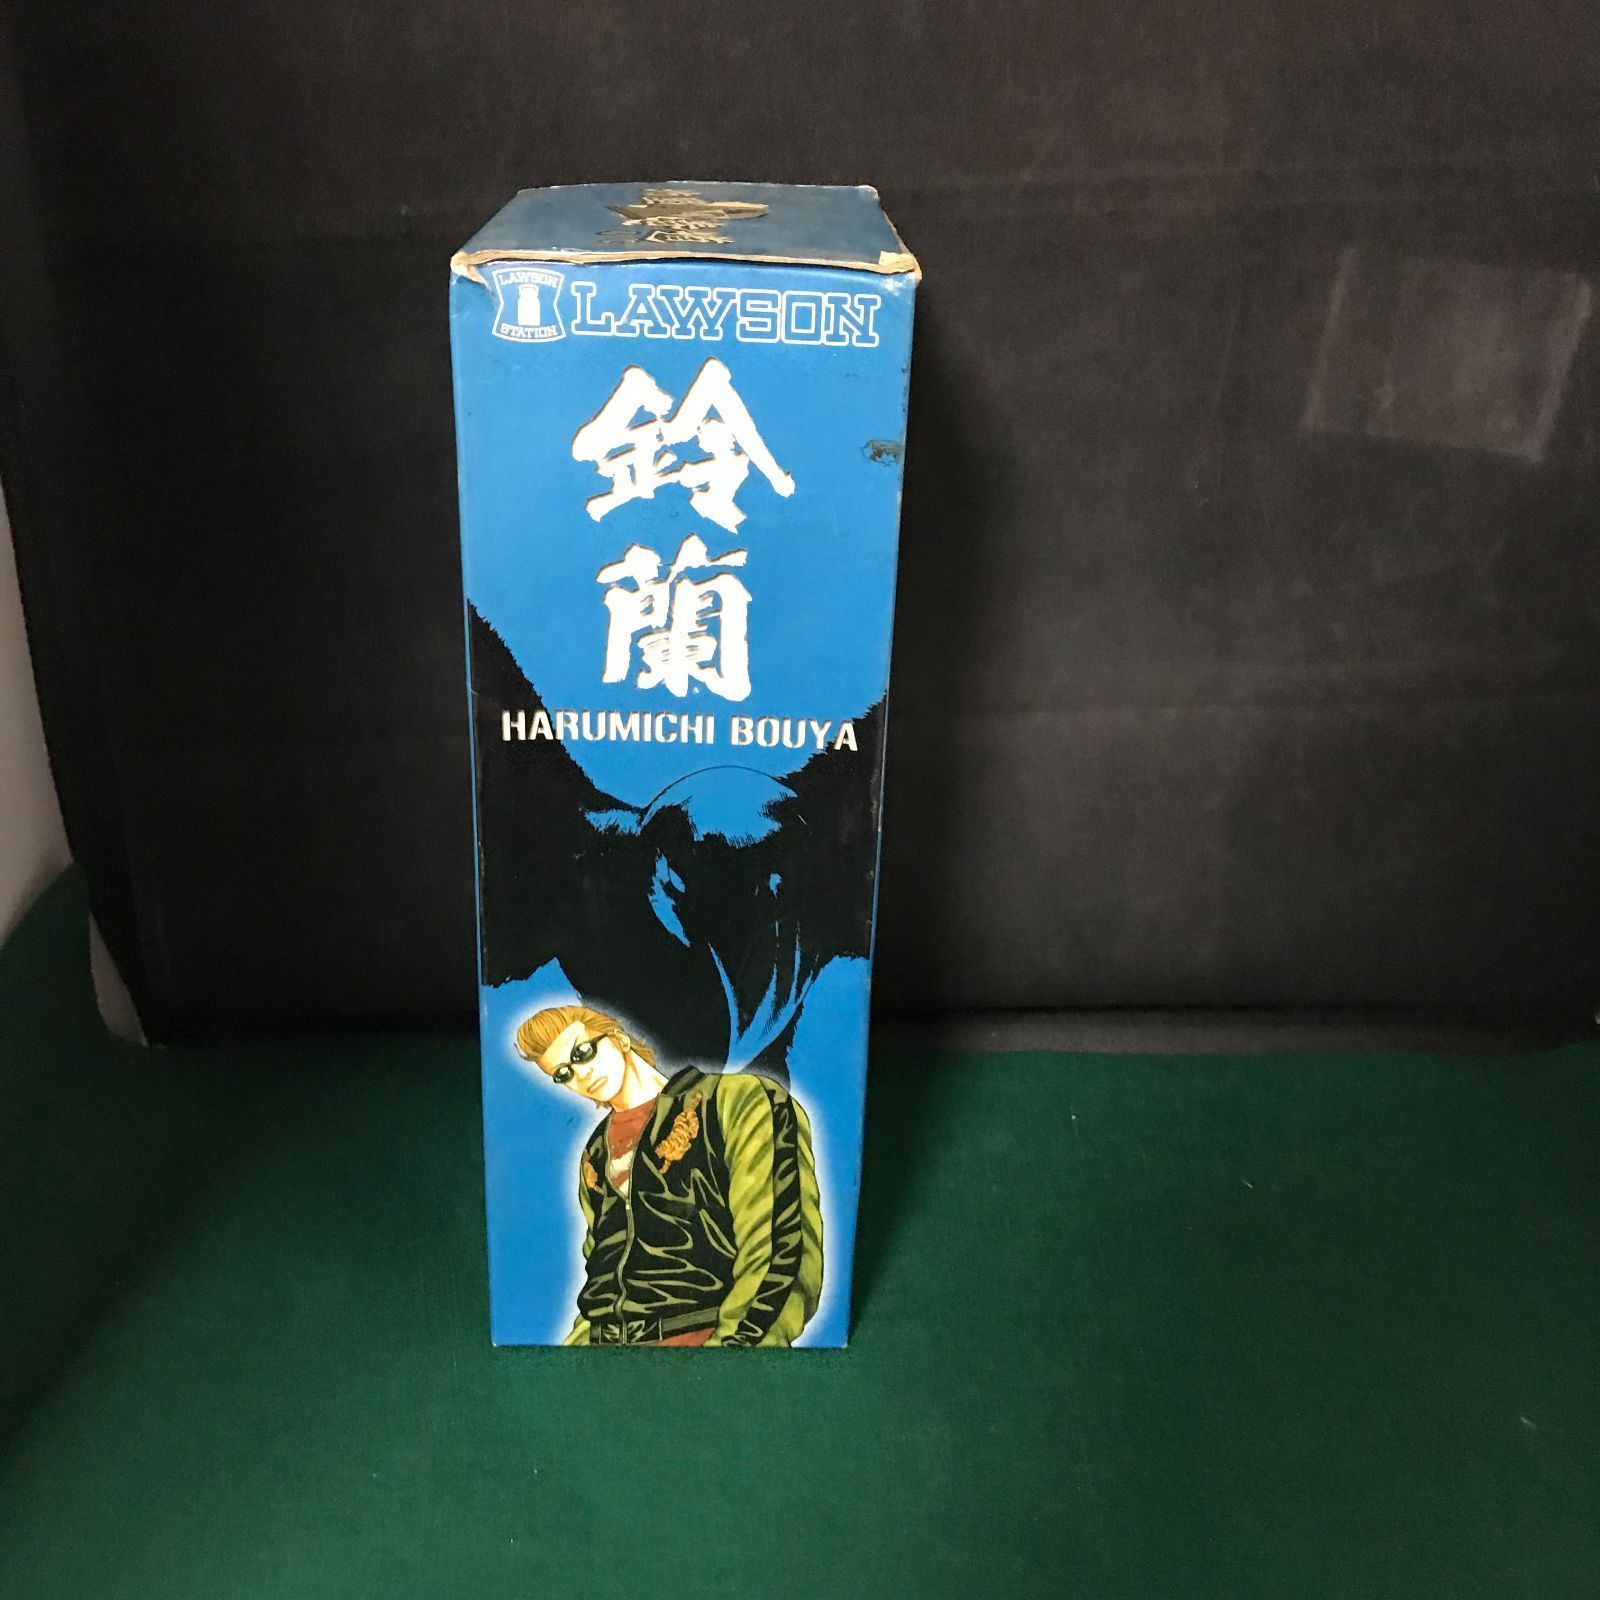 LAWSON
STATION
LAWSON
鈴
蘭
HARUMICHI BOUYA